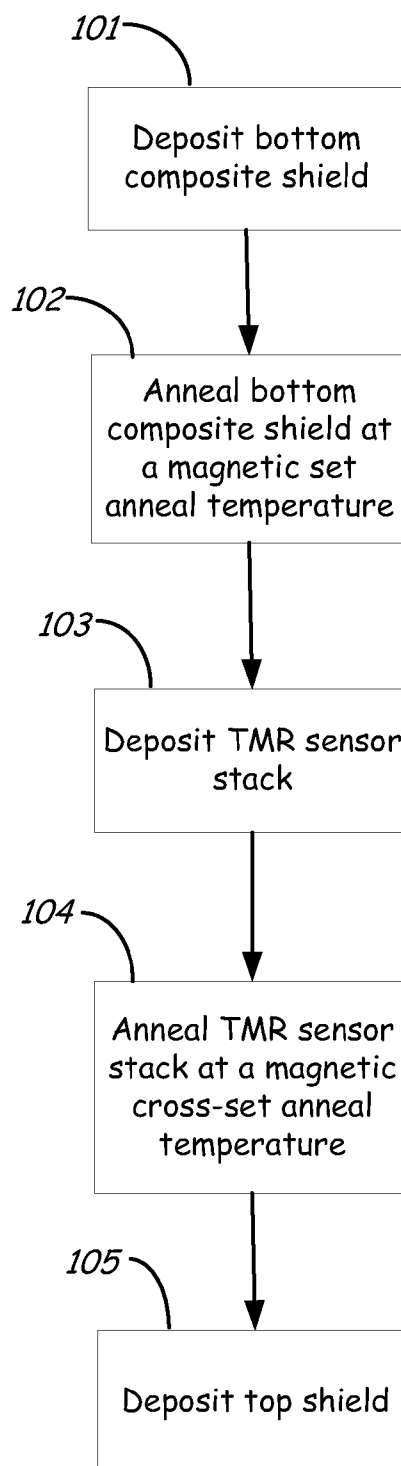 101
Deposit bottom
composite shield
102
Anneal bottom
composite shield at
a magnetic set
anneal temperature
103
Deposit TMR sensor
stack
104
Anneal TMR sensor
stack at a magnetic
cross-set anneal
temperature
105
Deposit top shield